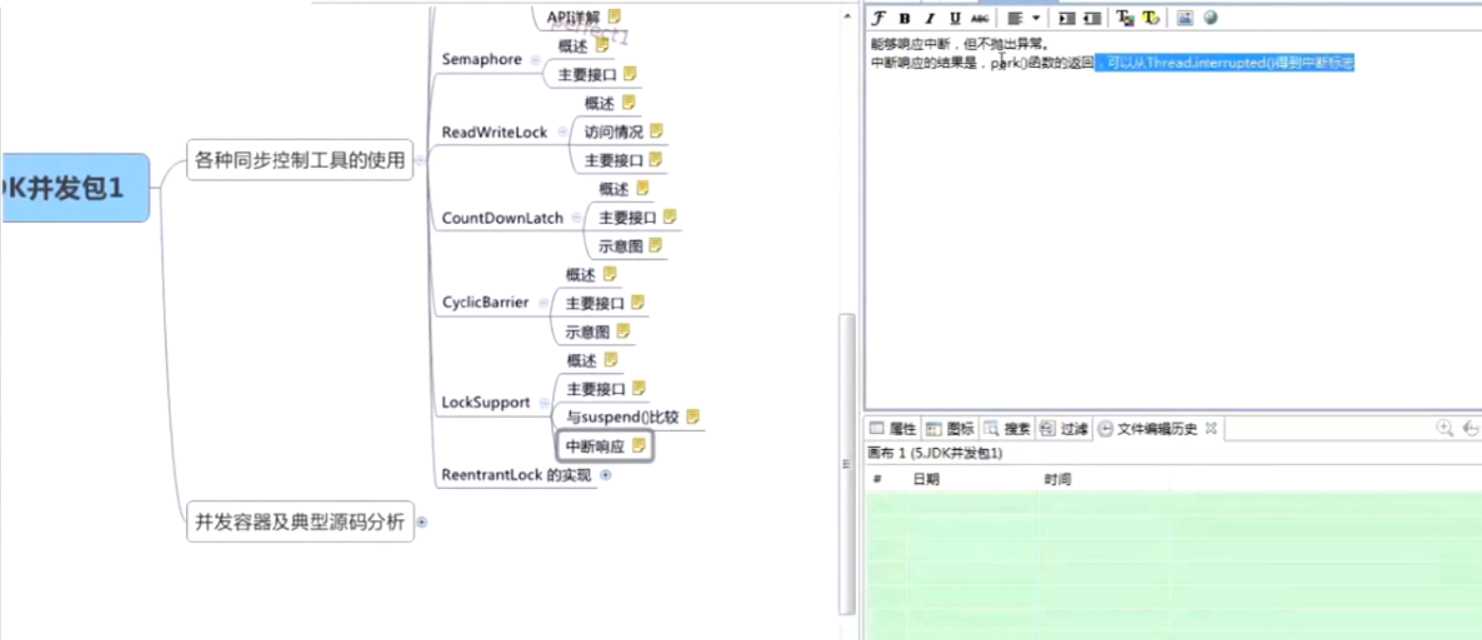 API详解
Semaphore
概述
主要接口
ReadWriteLock
概述
访问情况
主要接口
各种同步控制工具的使用
DK并发包1
CountDownLatch
概述
主要接口
示意图
CyclicBarrier
概述
主要接口
示意图
LockSupport
概述
主要接口
与suspend()比较
中断响应
ReentrantLock 的实现
并发容器及典型源码分析
F B I U ABC
能够响应中断，但不抛出异常。
中断响应的结果是，park()函数的返回，可以从Thread.interrupted()得到中断标志
属性 图标 搜索 过滤 文件编辑历史
画布 1 (5.JDK并发包1)
# 日期 时间